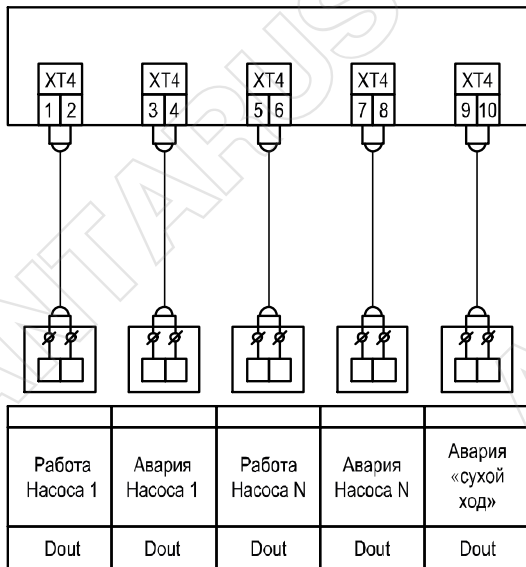 XT4 XT4 XT4 XT4 XT4
1 2 3 4 5 6 7 8 9 10
Работа Насоса 1
Авария Насоса 1
Работа Насоса N
Авария Насоса N
Авария «сухой ход»
Dout Dout Dout Dout Dout
ANTARUS